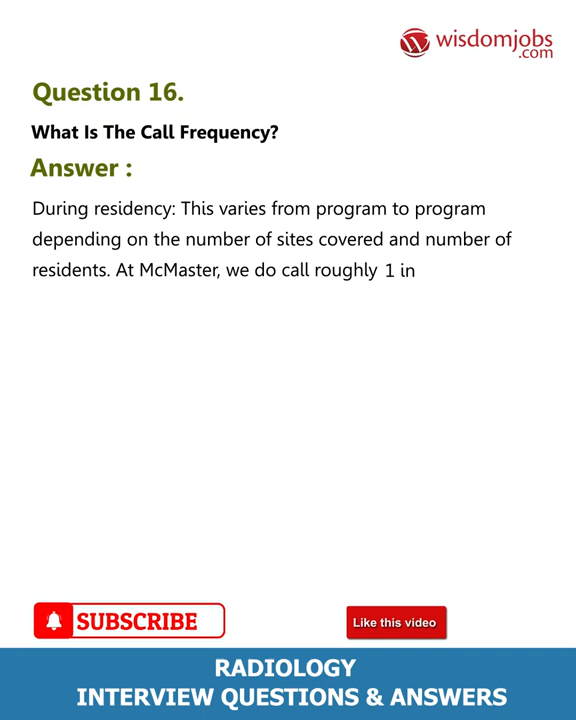 wisdomjobs
.com
Question 16.
What Is The Call Frequency?
Answer :
During residency: This varies from program to program
depending on the number of sites covered and number of
residents. At McMaster, we do call roughly 1 in
SUBSCRIBE
Like this video
RADIOLOGY
INTERVIEW QUESTIONS & ANSWERS